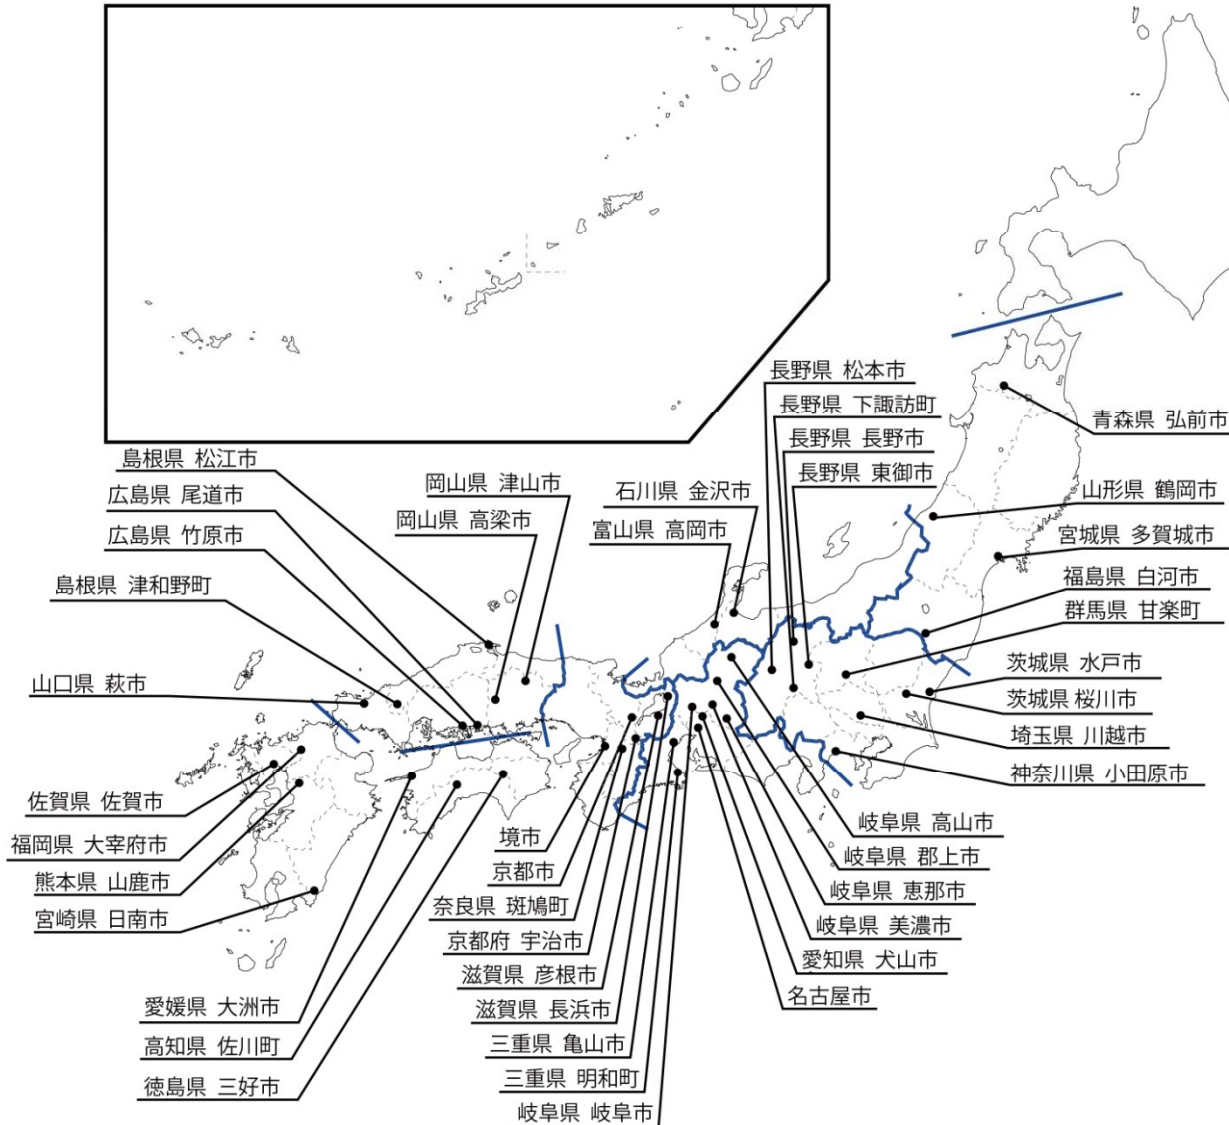 長野県 松本市
長野県 下諏訪町
長野県 長野市
長野県 東御市
青森県 弘前市
山形県 鶴岡市
宮城県 多賀城市
福島県 白河市
群馬県 甘楽町
茨城県 水戸市
茨城県 桜川市
埼玉県 川越市
神奈川県 小田原市
島根県 松江市
広島県 尾道市
広島県 竹原市
島根県 津和野町
山口県 萩市
岡山県 津山市
岡山県 高梁市
石川県 金沢市
富山県 高岡市
佐賀県 佐賀市
福岡県 大宰府市
熊本県 山鹿市
宮崎県 日南市
愛媛県 大洲市
高知県 佐川町
徳島県 三好市
境市
京都市
奈良県 斑鳩町
京都府 宇治市
滋賀県 彦根市
滋賀県 長浜市
三重県 亀山市
三重県 明和町
岐阜県 岐阜市
岐阜県 高山市
岐阜県 郡上市
岐阜県 恵那市
岐阜県 美濃市
愛知県 犬山市
名古屋市